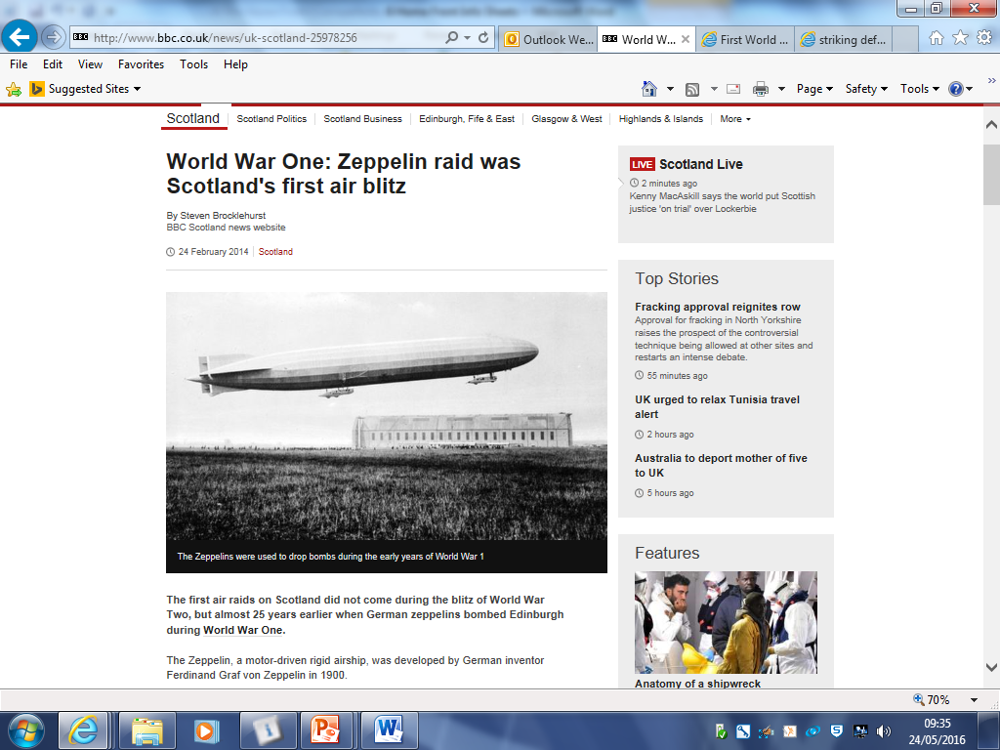 http://www.bbc.co.uk/news/uk-scotland-25978256
Outlook We...
World W...
First World ...
striking def...
File Edit View Favorites Tools Help
Suggested Sites
Page Safety Tools
Scotland Scotland Politics Scotland Business Edinburgh, Fife & East Glasgow & West Highlands & Islands More
World War One: Zeppelin raid was
Scotland's first air blitz
By Steven Brocklehurst
BBC Scotland news website
24 February 2014 Scotland
The Zeppelins were used to drop bombs during the early years of World War 1
The first air raids on Scotland did not come during the blitz of World War
Two, but almost 25 years earlier when German zeppelins bombed Edinburgh
during World War One.
The Zeppelin, a motor-driven rigid airship, was developed by German inventor
Ferdinand Graf von Zeppelin in 1900.
LIVE Scotland Live
2 minutes ago
Kenny MacAskill says the world put Scottish
justice 'on trial' over Lockerbie
Top Stories
Fracking approval reignites row
Approval for fracking in North Yorkshire
raises the prospect of the controversial
technique being allowed at other sites and
restarts an intense debate.
55 minutes ago
UK urged to relax Tunisia travel
alert
2 hours ago
Australia to deport mother of five
to UK
5 hours ago
Features
Anatomy of a shipwreck
70%
09:35
24/05/2016